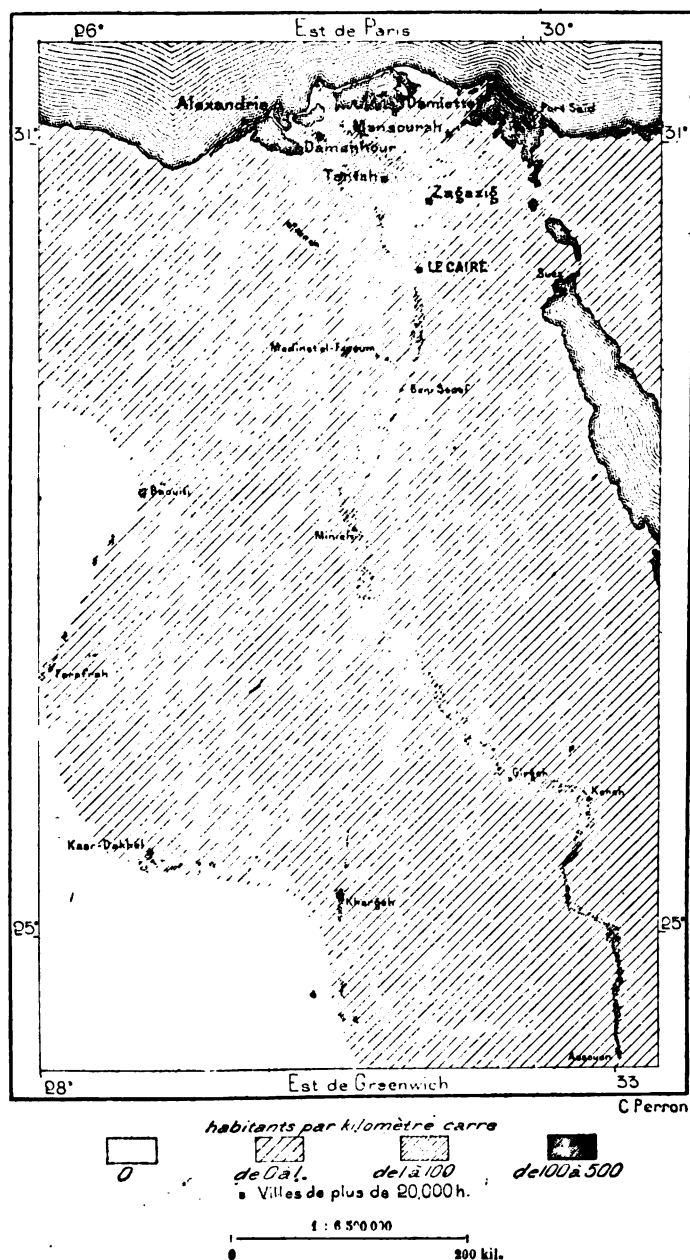 26° Est de Paris 30°
Alexandrie
Damiette
Port Said
31° Mansourah 31°
Damanhour
Tantah
Zagazig
LE CAIRE
Suez
Medinet el-Fayoum
Beni Souef
Baouiti
Minieh
Farafrah
Girgeh
Keneh
Kasr-Dakhel
Khargeh
25° 25°
Assouan
28° Est de Greenwich 33
C Perron
habitants par kilomètre carre
0 de 0 à 1. de 1 à 100 de 100 à 500
Villes de plus de 20,000 h.
1 : 6 500 000
0 200 kil.